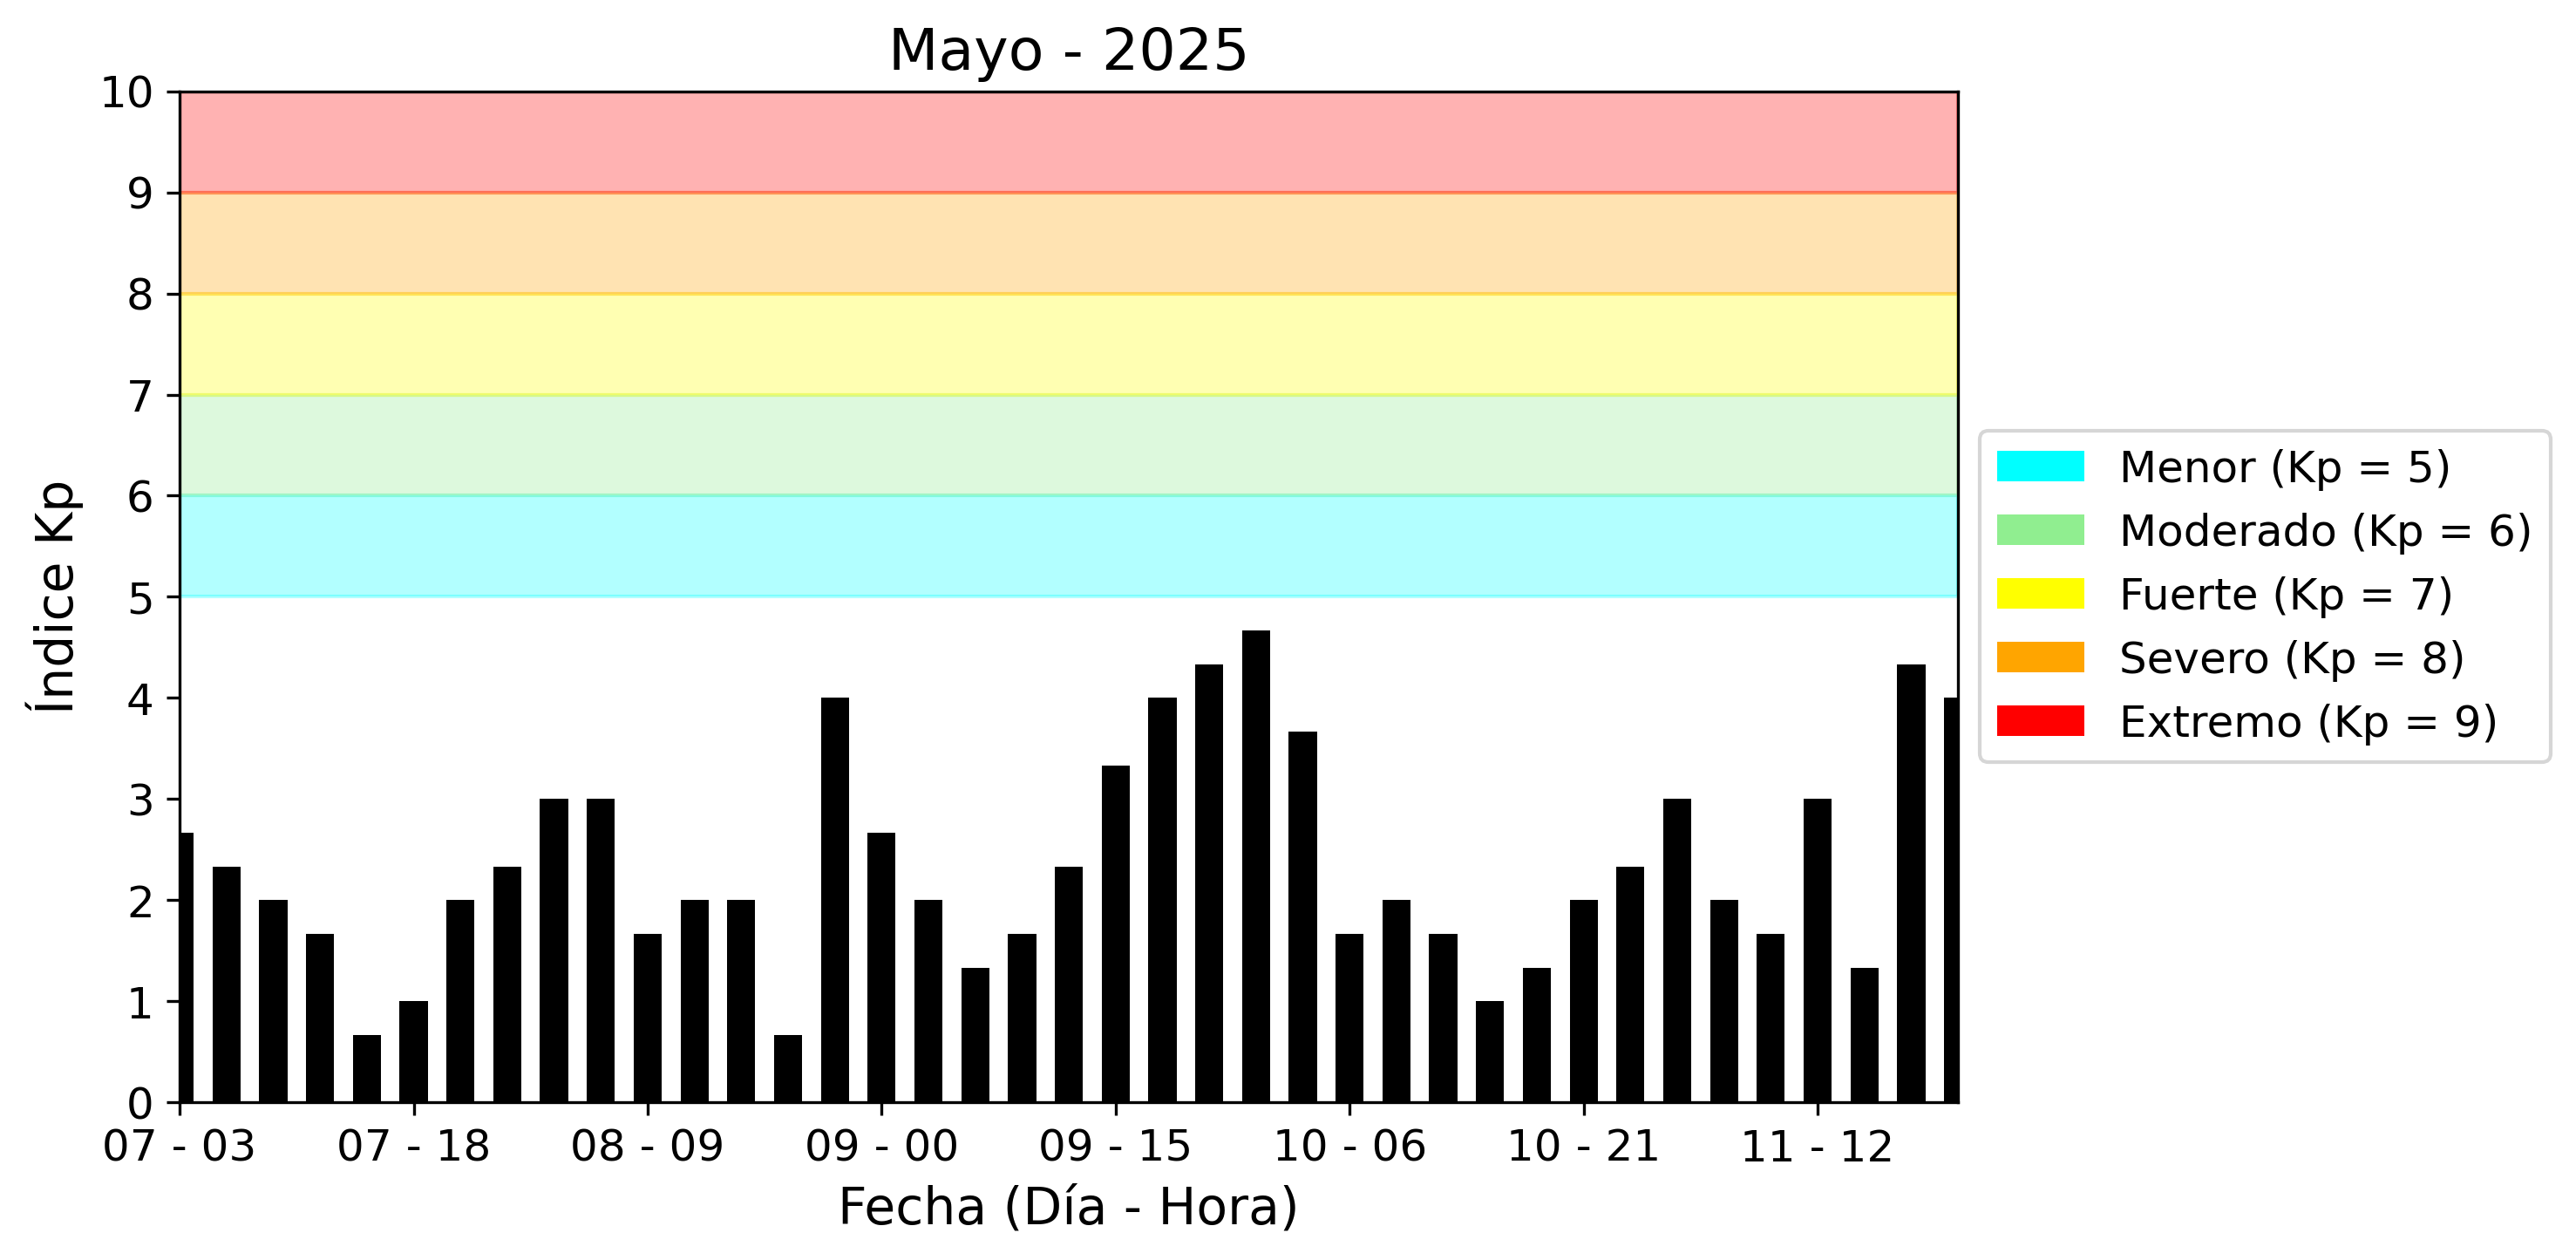 Mayo - 2025
10
9
8
7
6
5
4
3
2
1
0
Índice Kp
07 - 03
07 - 18
08 - 09
09 - 00
09 - 15
10 - 06
10 - 21
11 - 12
Fecha (Día - Hora)
Menor (Kp = 5)
Moderado (Kp = 6)
Fuerte (Kp = 7)
Severo (Kp = 8)
Extremo (Kp = 9)